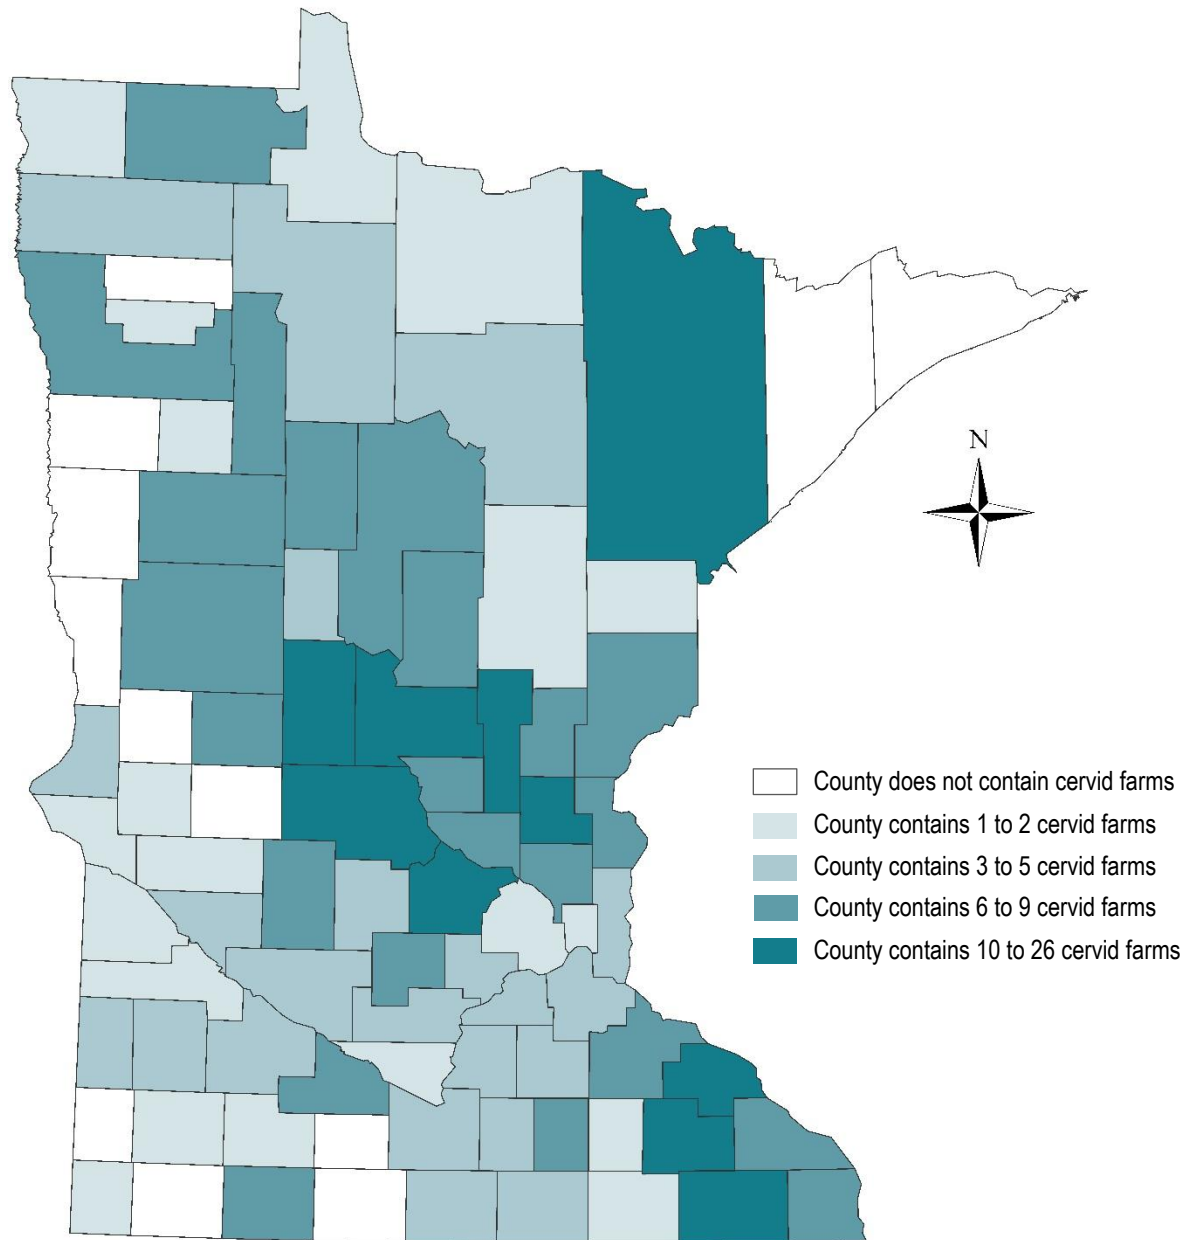 N
County does not contain cervid farms
County contains 1 to 2 cervid farms
County contains 3 to 5 cervid farms
County contains 6 to 9 cervid farms
County contains 10 to 26 cervid farms